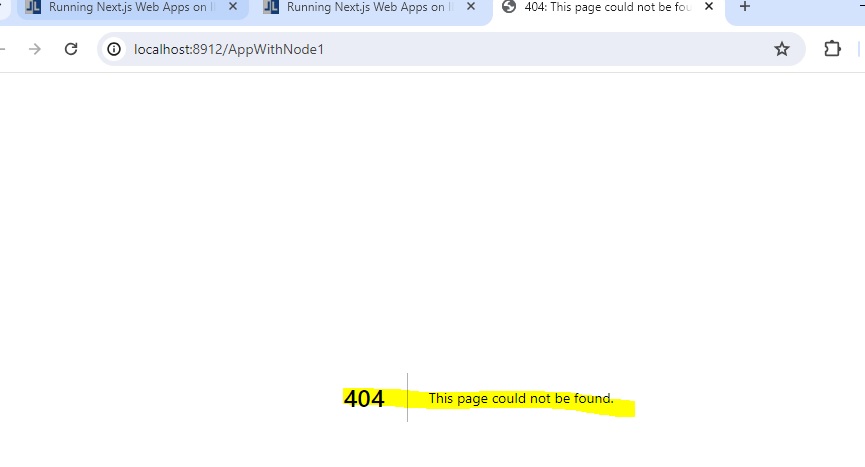 Running Next.js Web Apps on I
Running Next.js Web Apps on I
404: This page could not be fou
localhost:8912/AppWithNode1
404
This page could not be found.